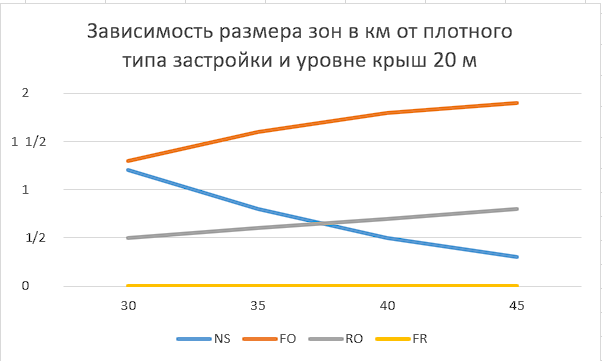 Зависимость размера зон в км от плотного
типа застройки и уровне крыш 20 м
2
1 1/2
1
1/2
0
30 35 40 45
NS FO RO FR